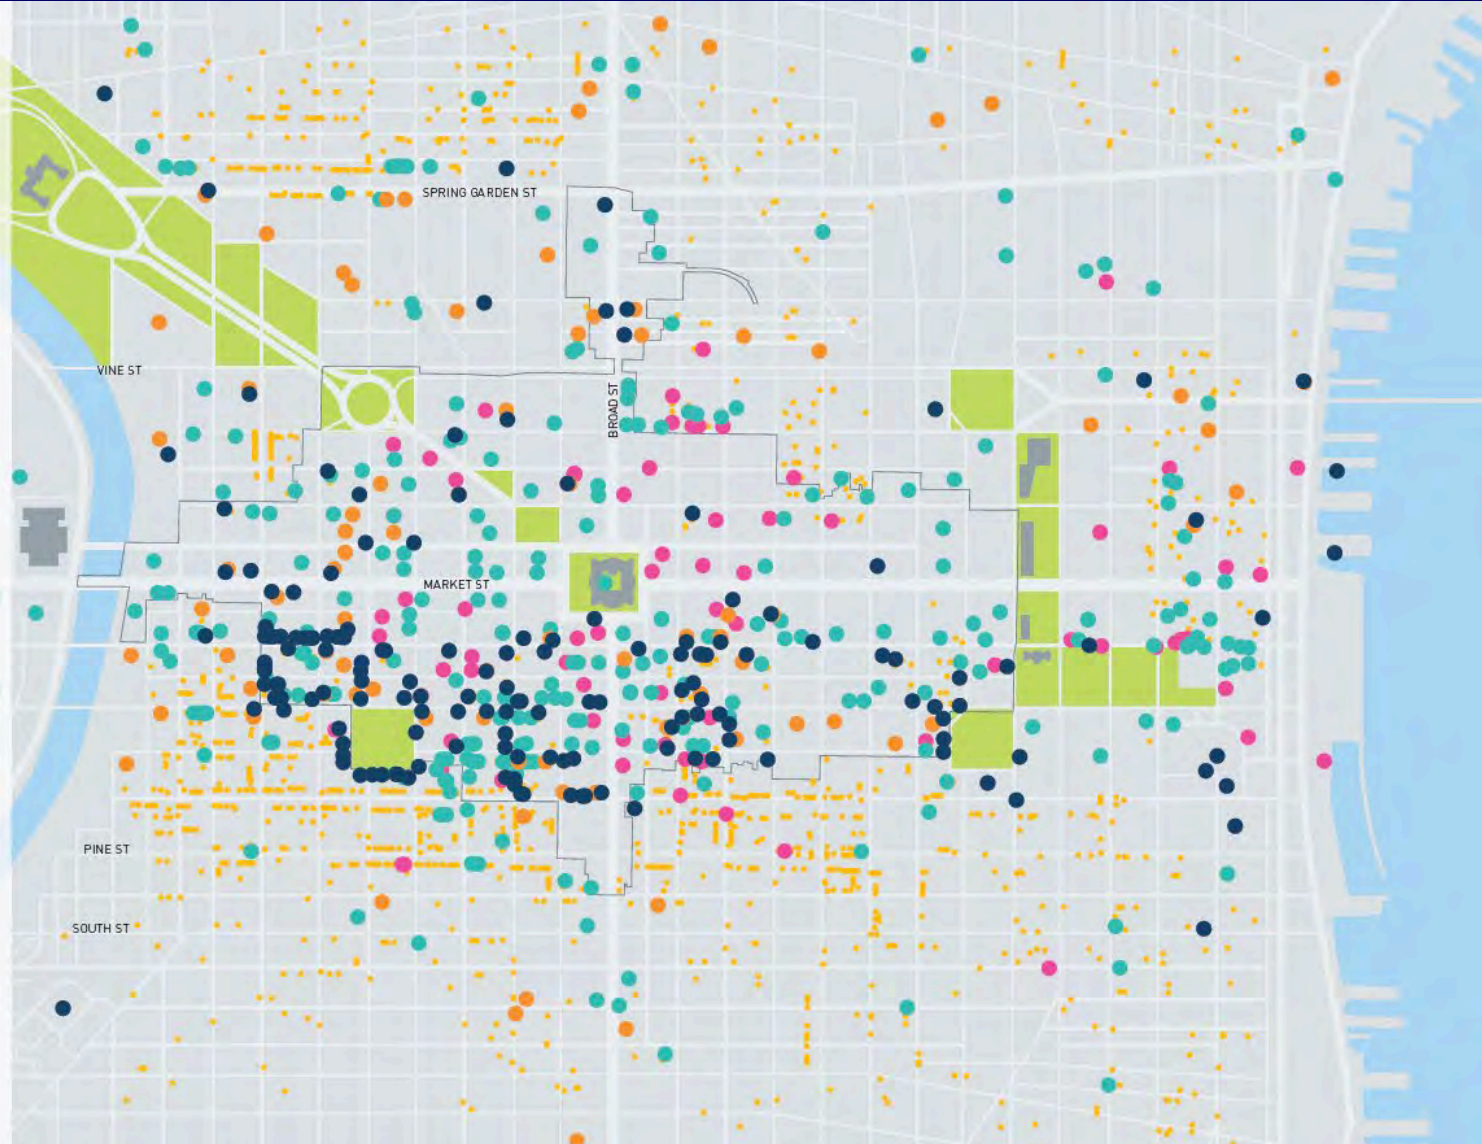 SPRING GARDEN ST
VINE ST
BROAD ST
MARKET ST
PINE ST
SOUTH ST